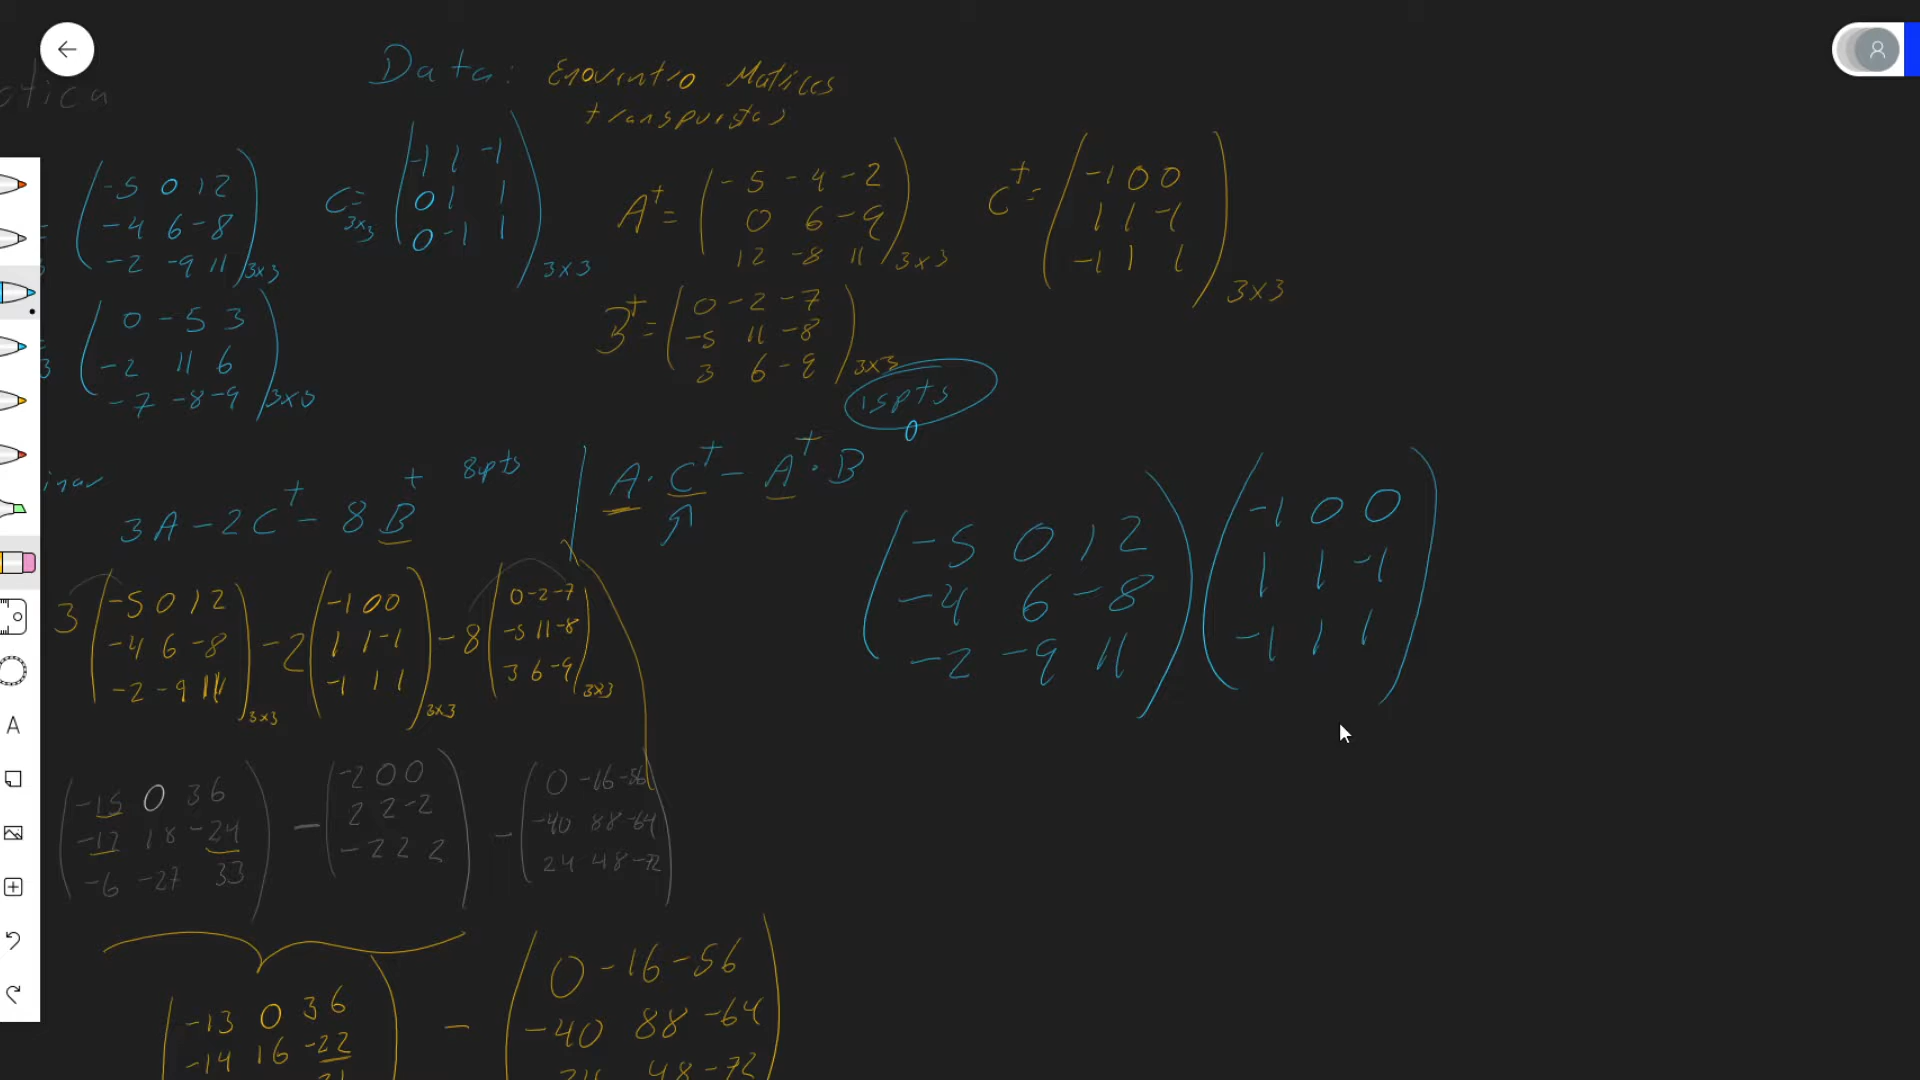 Data: Encuentro Matrices
transpuestas
-5 0 12
-4 6 -8
-2 -9 11 3x3
C= 3x3
-1 1 -1
0 1 1
0 -1 1
3x3
A^t =
-5 -4 -2
0 6 -9
12 -8 11 3x3
C^t =
-1 0 0
1 1 -1
-1 1 1
3x3
0 -5 3
-2 11 6
-7 -8 -9 3x3
B^t =
0 -2 -7
-5 11 -8
3 6 -9 3x3
15pts
0
3A - 2C^t - 8B^t 8pts
A · C^t - A^t · B
-5 0 12
-4 6 -8
-2 -9 11
-1 0 0
1 1 -1
-1 1 1
3
-5 0 12
-4 6 -8
-2 -9 11
3x3
-2
-1 0 0
1 1 -1
-1 1 1
3x3
-8
0 -2 -7
-5 11 -8
3 6 -9
3x3
-15 0 36
-12 18 -24
-6 -27 33
-
-2 0 0
2 2 -2
-2 2 2
-
0 -16 -56
-40 88 -64
24 48 -72
-13 0 36
-14 16 -22
-
0 -16 -56
-40 88 -64
48 -72
A